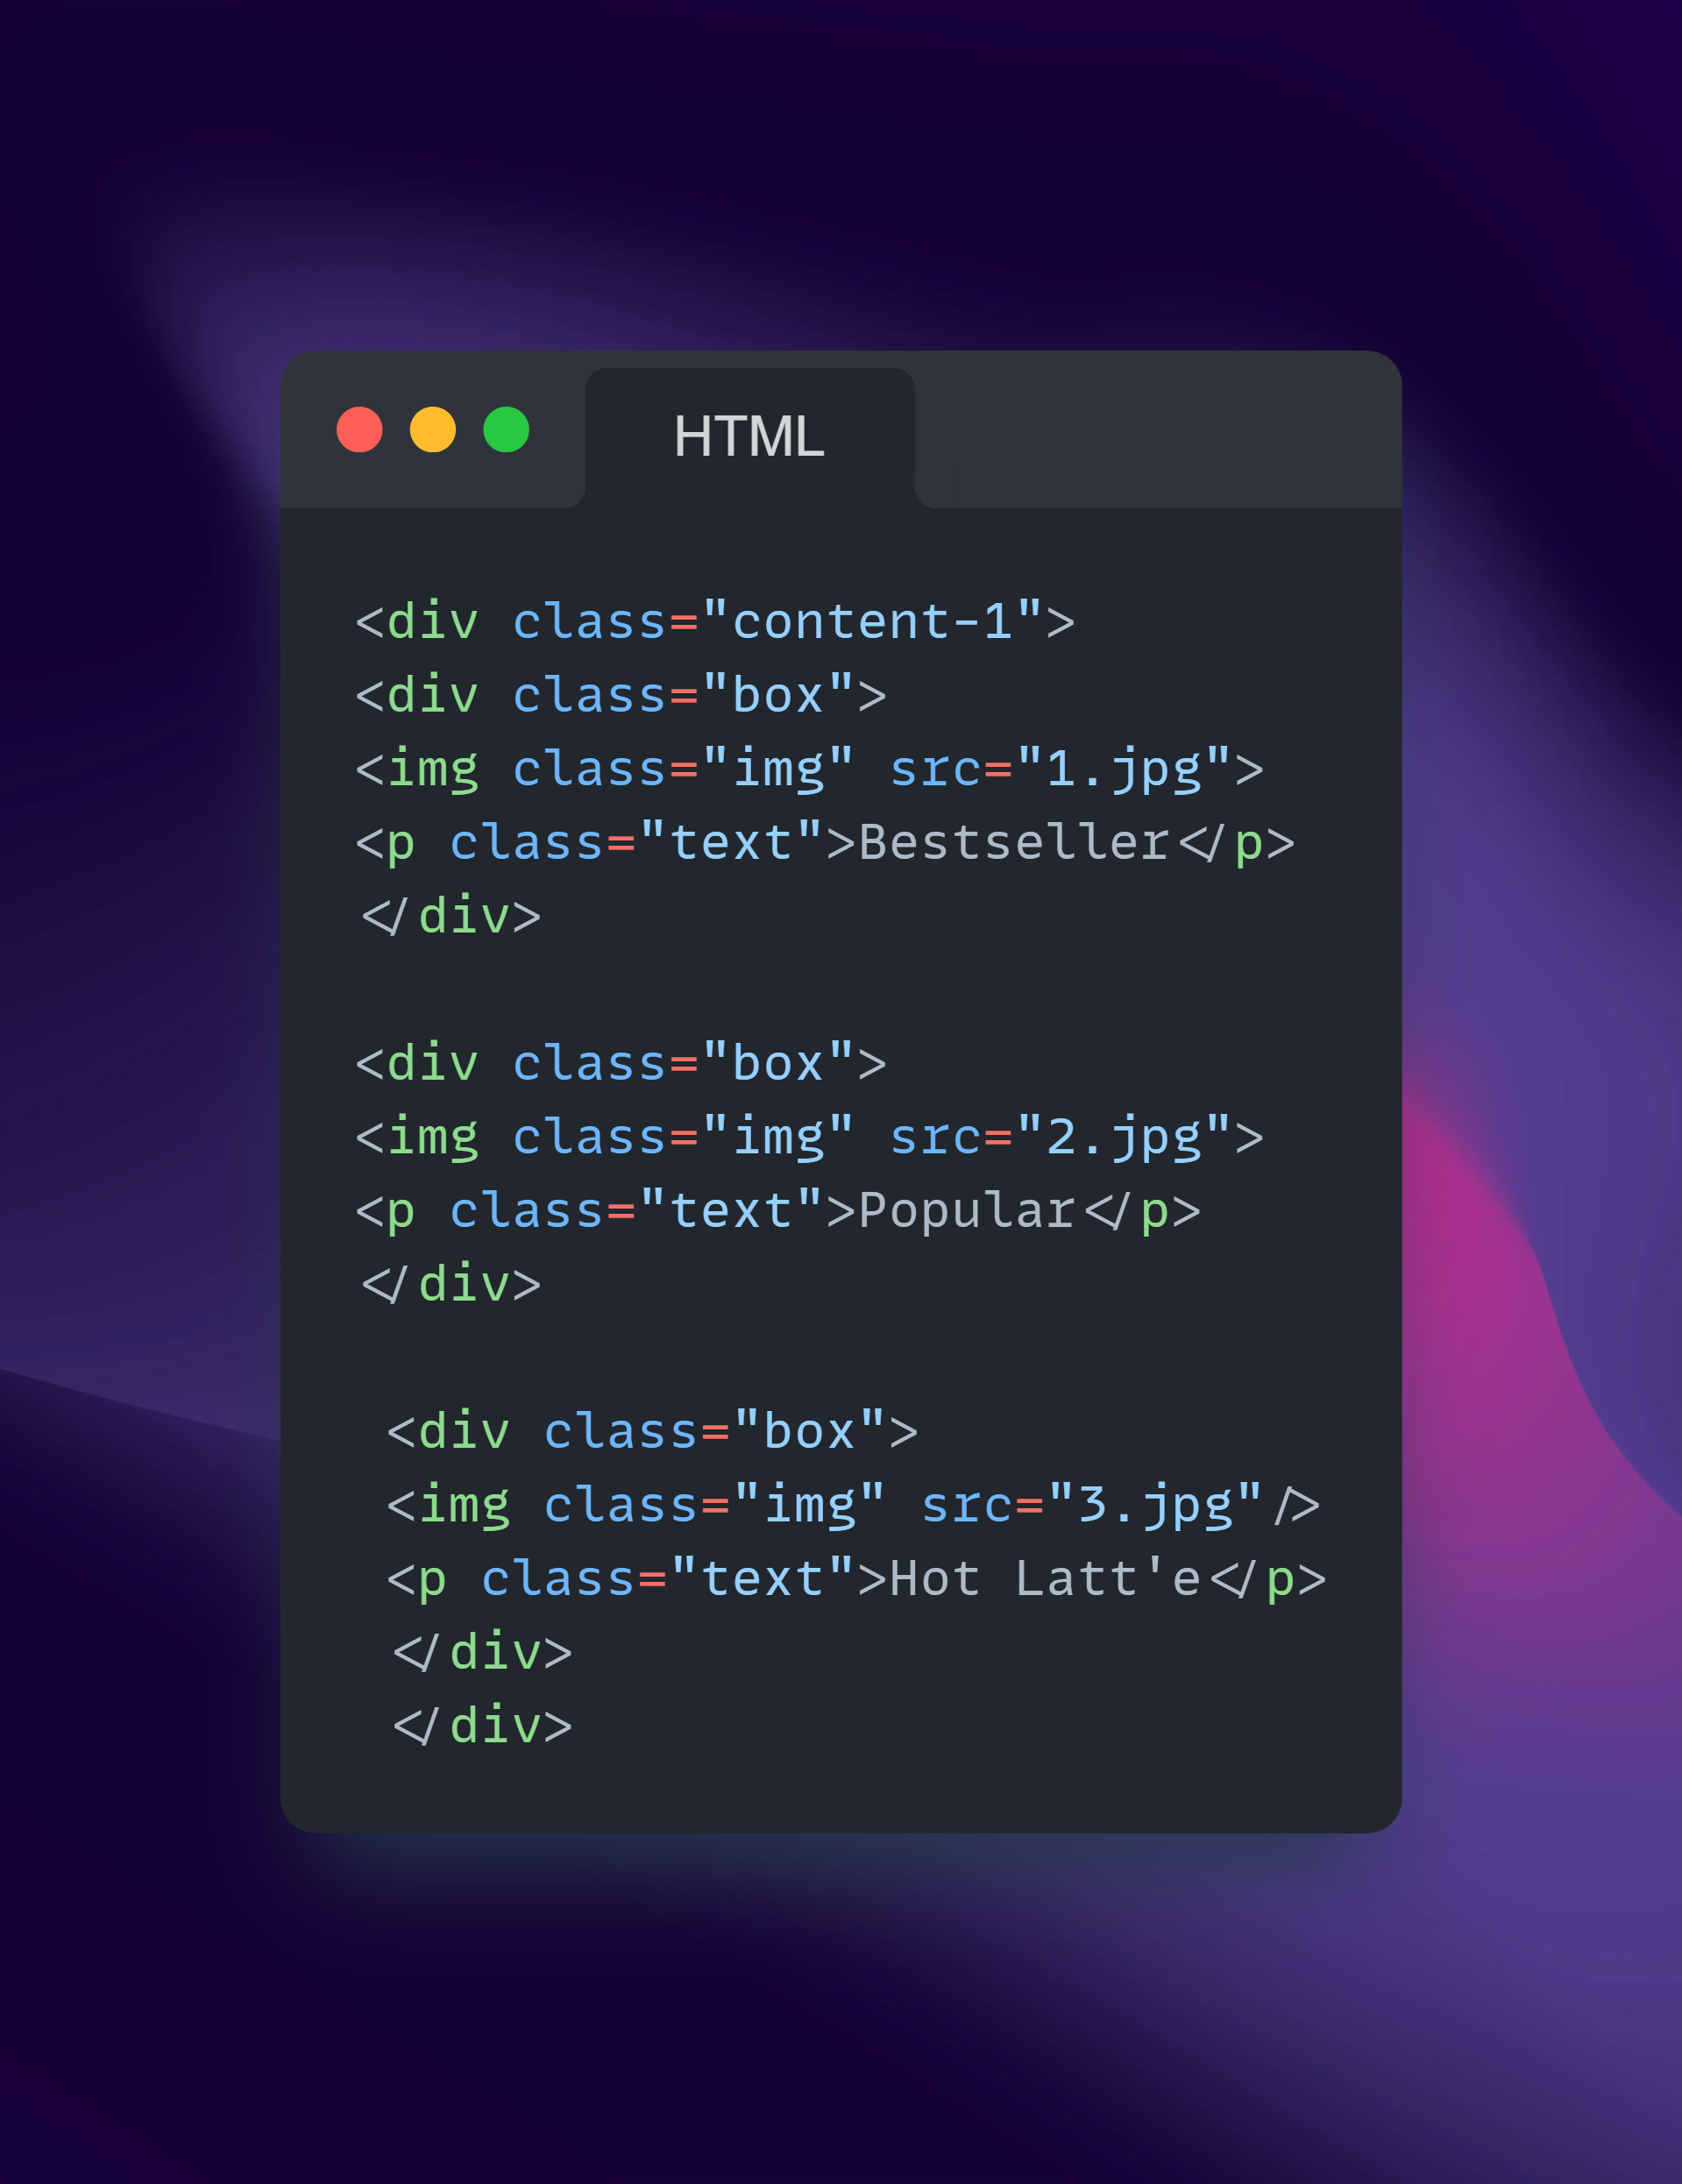 HTML
<div class="content-1">
<div class="box">
<img class="img" src="1.jpg">
<p class="text">Bestseller</p>
</div>
<div class="box">
<img class="img" src="2.jpg">
<p class="text">Popular</p>
</div>
<div class="box">
<img class="img" src="3.jpg"/>
<p class="text">Hot Latt'e</p>
</div>
</div>